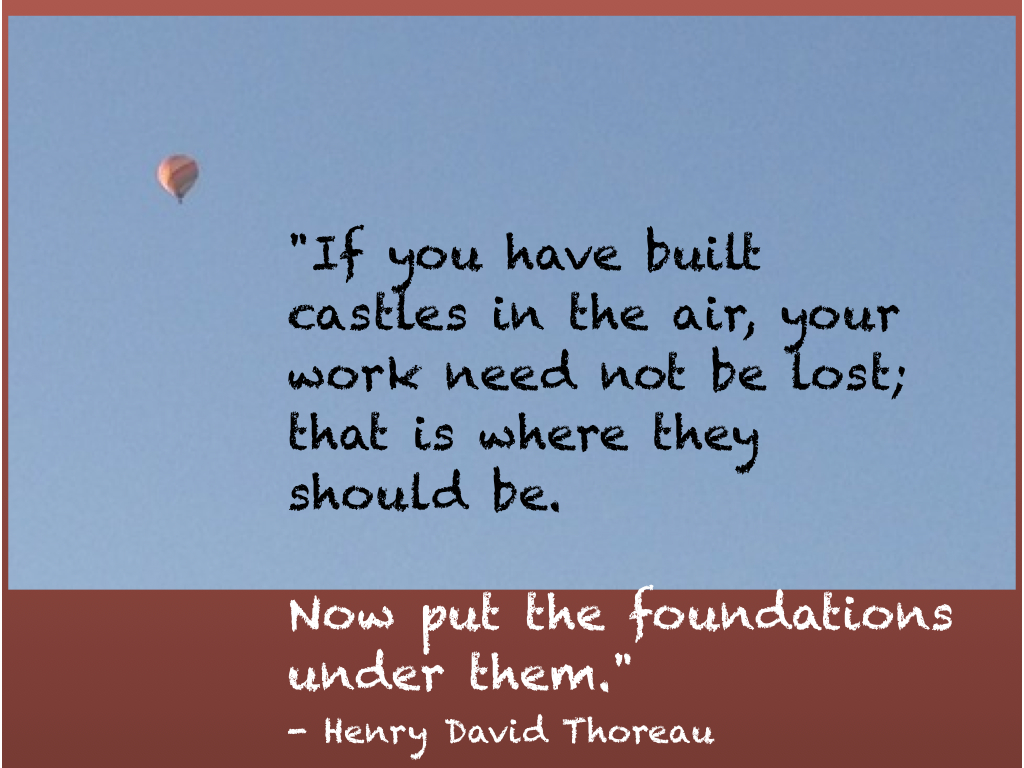 "If you have built
castles in the air, your
work need not be lost;
that is where they
should be.
Now put the foundations
under them."
- Henry David Thoreau